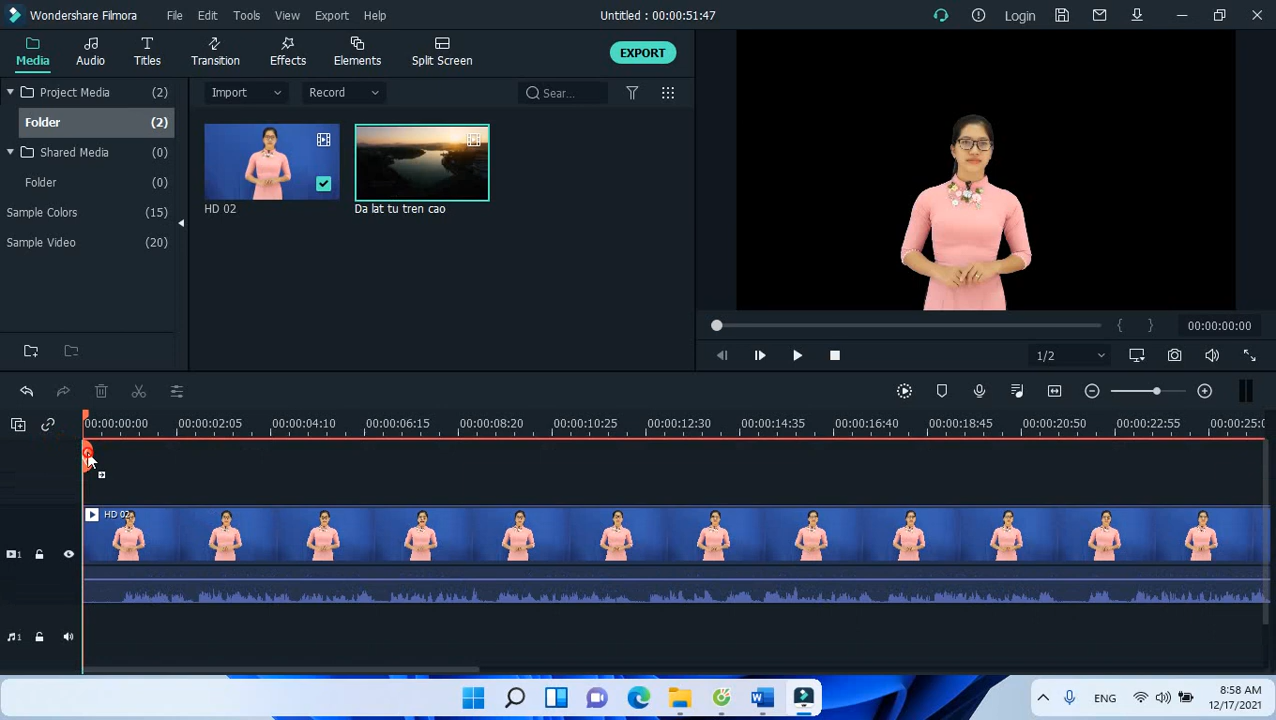 Wondershare Filmora File Edit Tools View Export Help Untitled : 00:00:51:47 Login
Media Audio Titles Transition Effects Elements Split Screen EXPORT
Project Media (2) Import Record Sear...
Folder (2)
Shared Media (0)
Folder (0)
HD 02 Da lat tu tren cao
Sample Colors (15)
Sample Video (20)
00:00:00:00
1/2
00:00:00:00 00:00:02:05 00:00:04:10 00:00:06:15 00:00:08:20 00:00:10:25 00:00:12:30 00:00:14:35 00:00:16:40 00:00:18:45 00:00:20:50 00:00:22:55 00:00:25:0
HD 02
1
1
ENG 8:58 AM
12/17/2021